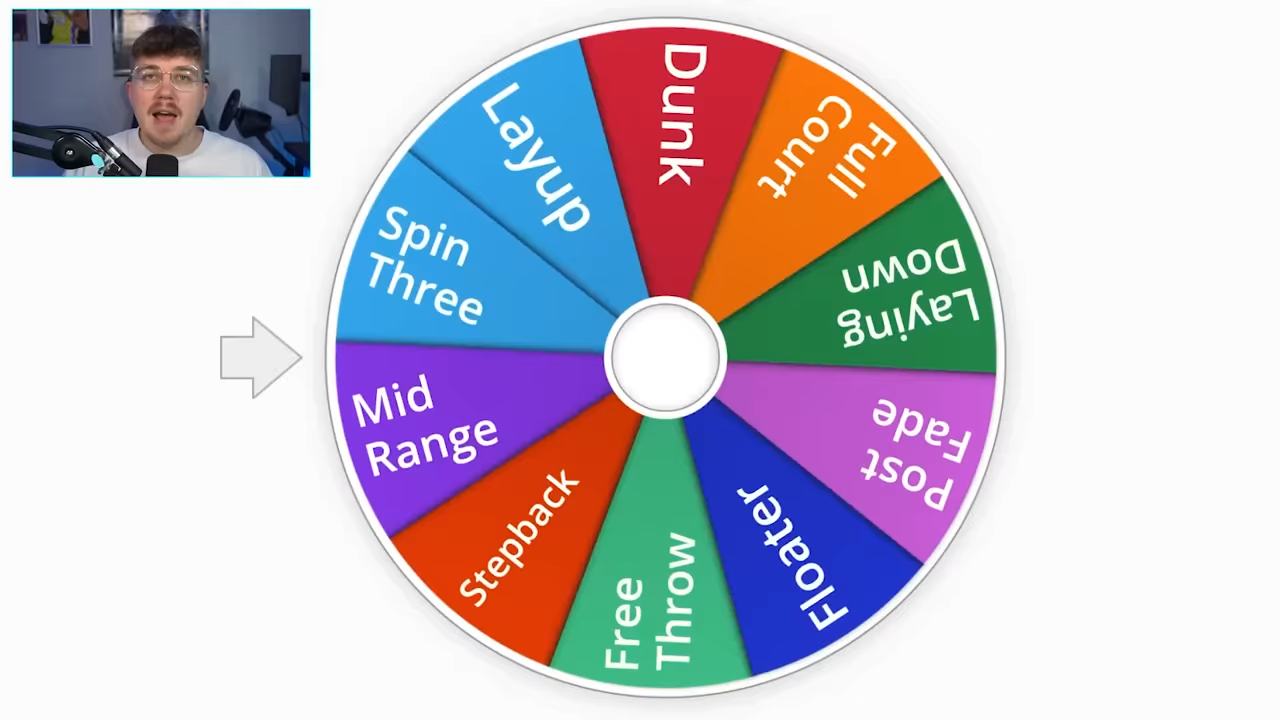 Dunk
Full
Court
Laying
Down
Post
Fade
Floater
Free
Throw
Stepback
Mid
Range
Spin
Three
Layup